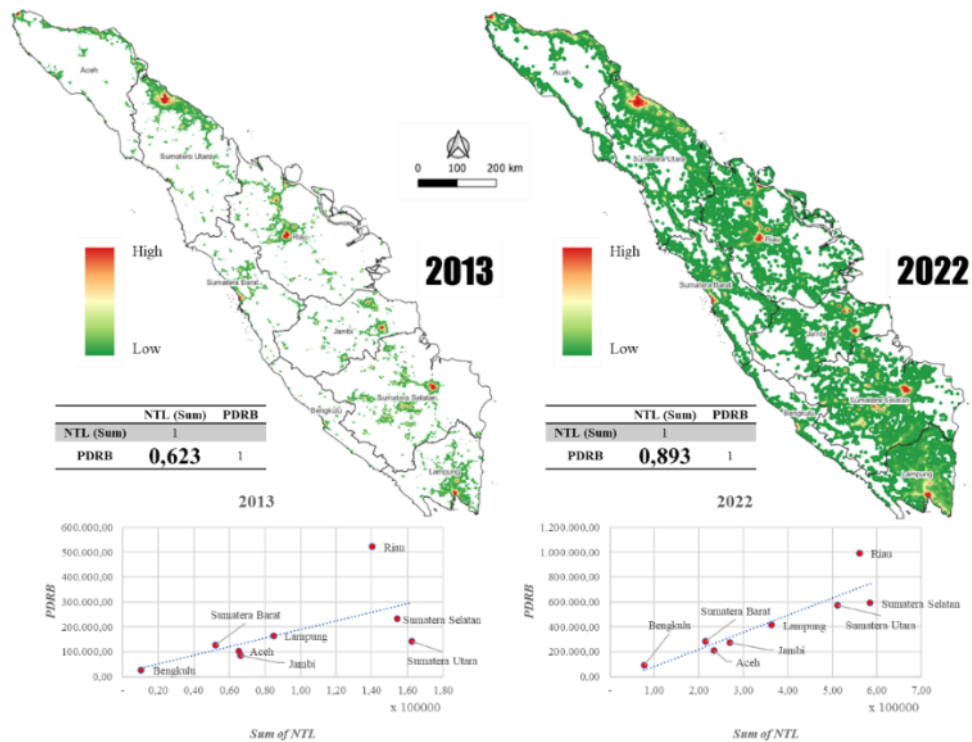 Aceh
Sumatera Utara
Riau
Sumatera Barat
Jambi
Sumatera Selatan
Bengkulu
Lampung
High
Low
2013
0 100 200 km
Aceh
Sumatera Utara
Riau
Sumatera Barat
Jambi
Sumatera Selatan
Bengkulu
Lampung
High
Low
2022
NTL (Sum) PDRB
NTL (Sum) 1
PDRB 0,623 1
NTL (Sum) PDRB
NTL (Sum) 1
PDRB 0,893 1
2013
PDRB
600.000,00
500.000,00
400.000,00
300.000,00
200.000,00
100.000,00
0,00
Riau
Sumatera Barat
Sumatera Selatan
Lampung
Aceh
Jambi
Sumatera Utara
Bengkulu
- 0,20 0,40 0,60 0,80 1,00 1,20 1,40 1,60 1,80
x 100000
Sum of NTL
2022
PDRB
1.200.000,00
1.000.000,00
800.000,00
600.000,00
400.000,00
200.000,00
0,00
Riau
Sumatera Barat
Sumatera Selatan
Bengkulu
Lampung
Sumatera Utara
Jambi
Aceh
- 1,00 2,00 3,00 4,00 5,00 6,00 7,00
x 100000
Sum of NTL